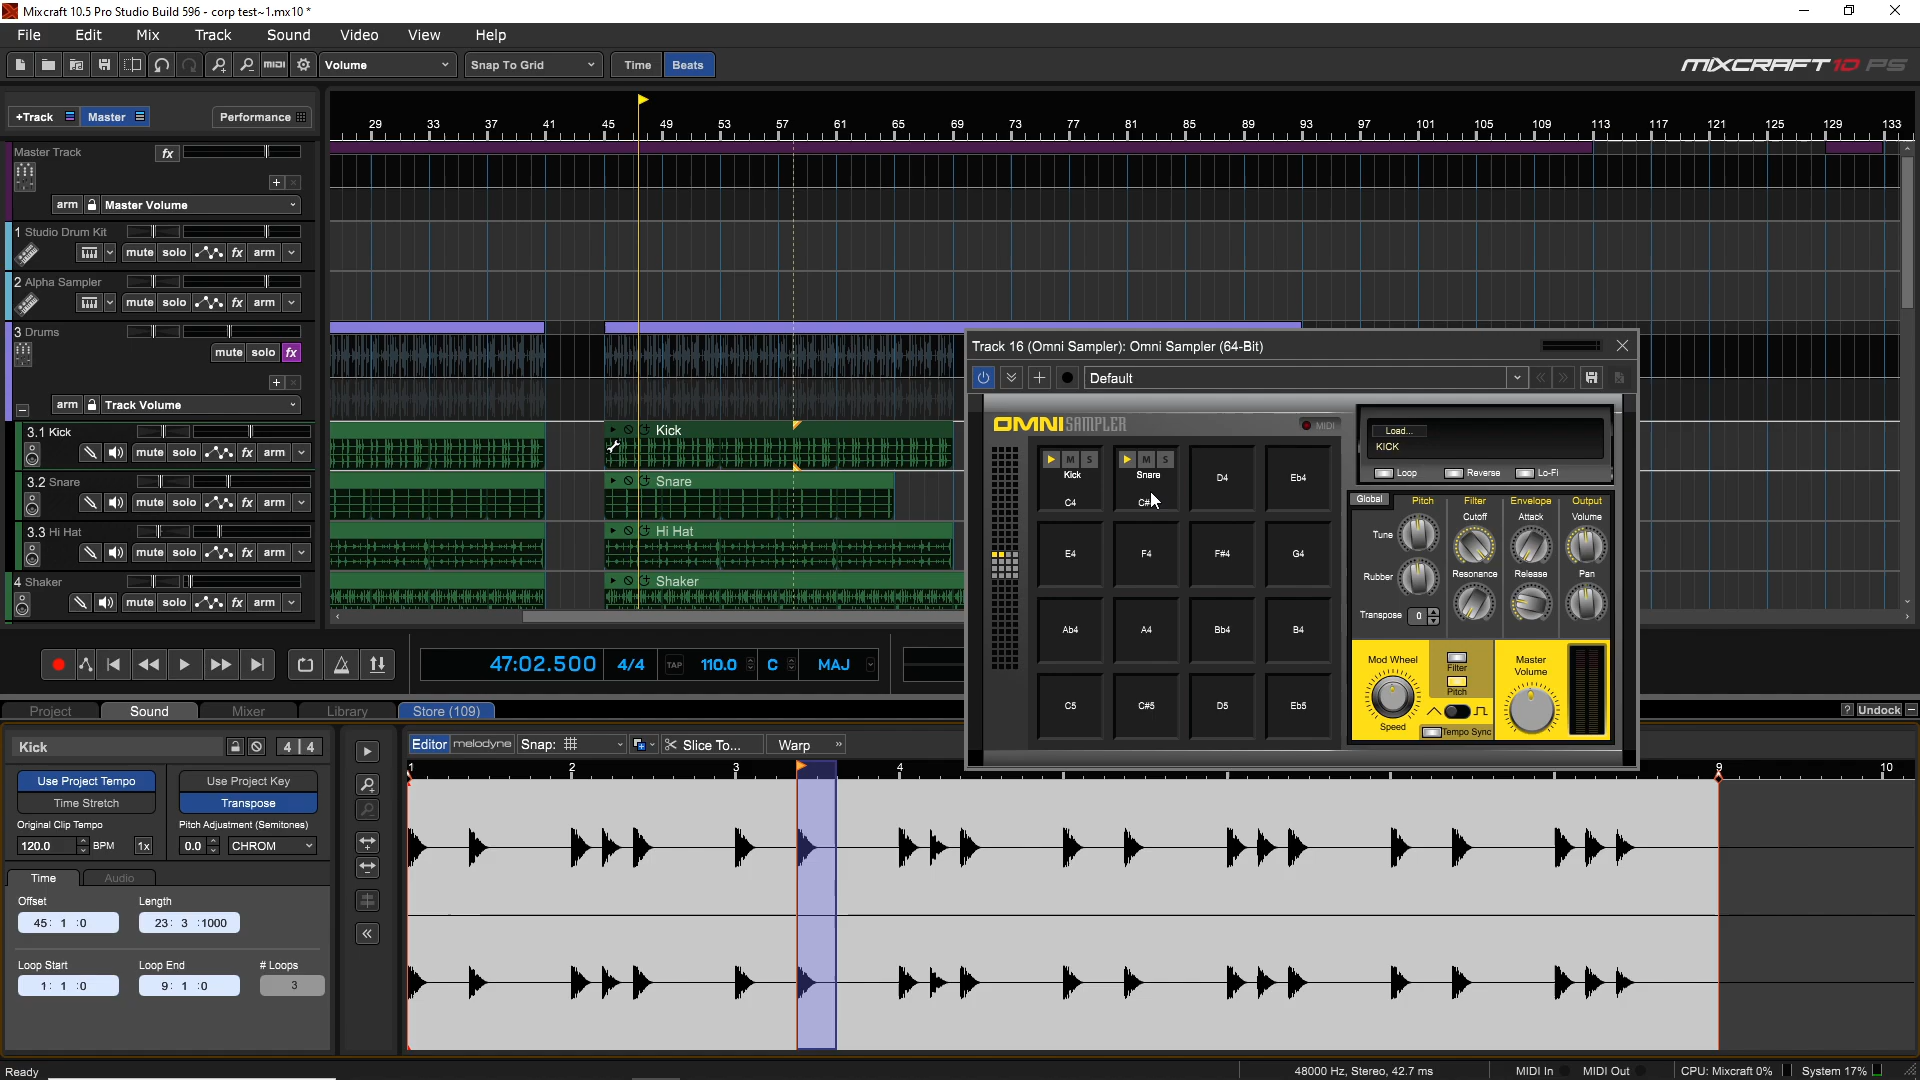 Mixcraft 10.5 Pro Studio Build 596 - corp test~1.mx10 *
File Edit Mix Track Sound Video View Help
MIDI Volume Snap To Grid Time Beats
MIXCRAFT 10 PS
+Track Master Performance
29 33 37 41 45 49 53 57 61 65 69 73 77 81 85 89 93 97 101 105 109 113 117 121 125 129 133
Master Track fx
arm Master Volume
1 Studio Drum Kit
mute solo fx arm
2 Alpha Sampler
mute solo fx arm
3 Drums
mute solo fx
arm Track Volume
3.1 Kick
mute solo fx arm
Kick
3.2 Snare
mute solo fx arm
Snare
3.3 Hi Hat
mute solo fx arm
Hi Hat
4 Shaker
mute solo fx arm
Shaker
Track 16 (Omni Sampler): Omni Sampler (64-Bit)
Default
OMNISAMPLER MIDI
M S M S
Kick Snare D4 Eb4
C4 C#
E4 F4 F#4 G4
Ab4 A4 Bb4 B4
C5 C#5 D5 Eb5
Load...
KICK
Loop Reverse Lo-Fi
Global Pitch Filter Envelope Output
Tune Cutoff Attack Volume
Rubber Resonance Release Pan
Transpose 0
Mod Wheel Filter Master
Volume
Pitch
Speed Tempo Sync
47:02.500 4/4 TAP 110.0 C MAJ
Project Sound Mixer Library Store (109)
? Undock
Kick 4 4
Editor melodyne Snap: Slice To... Warp »
Use Project Tempo Use Project Key
Time Stretch Transpose
Original Clip Tempo Pitch Adjustment (Semitones)
120.0 BPM 1x 0.0 CHROM
Time Audio
Offset Length
45: 1 :0 23: 3 :1000
Loop Start Loop End # Loops
1: 1 :0 9: 1 :0 3
1 2 3 4 9 10
Ready
48000 Hz, Stereo, 42.7 ms MIDI In MIDI Out CPU: Mixcraft 0% System 17%